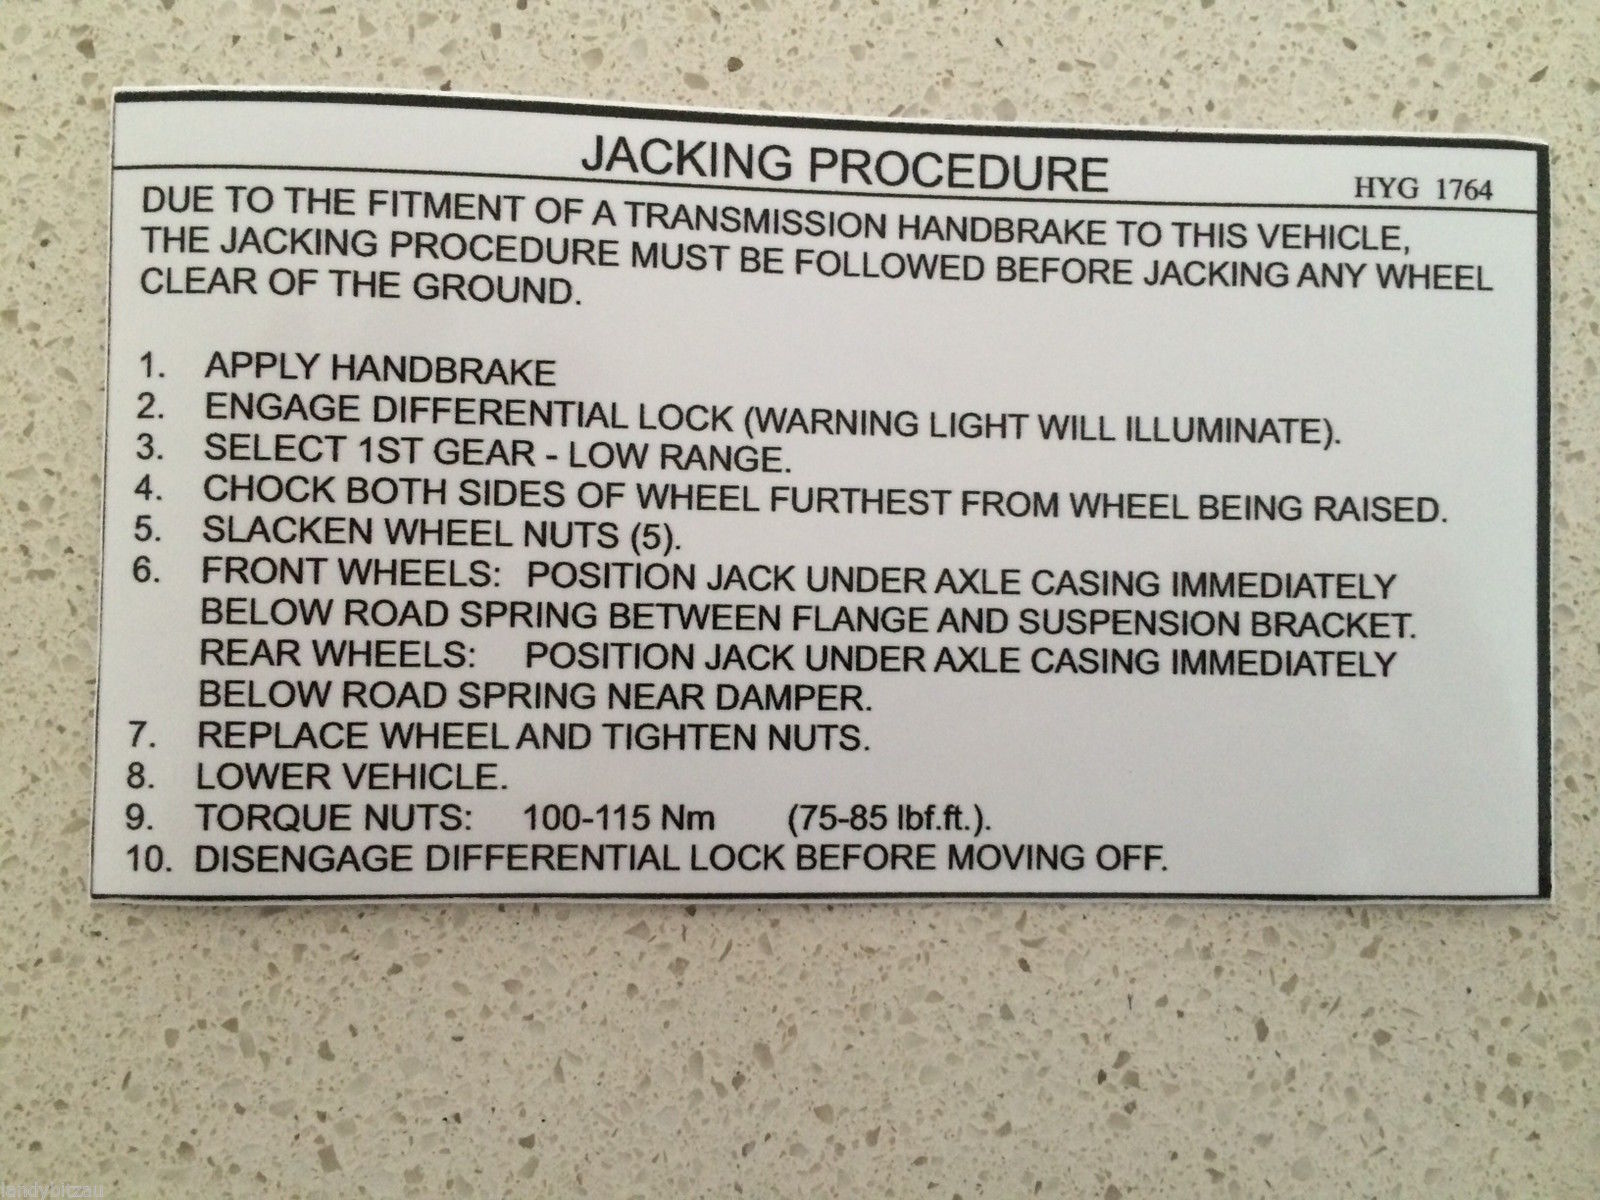 JACKING PROCEDURE
HYG 1764
DUE TO THE FITMENT OF A TRANSMISSION HANDBRAKE TO THIS VEHICLE,
THE JACKING PROCEDURE MUST BE FOLLOWED BEFORE JACKING ANY WHEEL
CLEAR OF THE GROUND.
1. APPLY HANDBRAKE
2. ENGAGE DIFFERENTIAL LOCK (WARNING LIGHT WILL ILLUMINATE).
3. SELECT 1ST GEAR - LOW RANGE.
4. CHOCK BOTH SIDES OF WHEEL FURTHEST FROM WHEEL BEING RAISED.
5. SLACKEN WHEEL NUTS (5).
6. FRONT WHEELS: POSITION JACK UNDER AXLE CASING IMMEDIATELY
BELOW ROAD SPRING BETWEEN FLANGE AND SUSPENSION BRACKET.
REAR WHEELS: POSITION JACK UNDER AXLE CASING IMMEDIATELY
BELOW ROAD SPRING NEAR DAMPER.
7. REPLACE WHEEL AND TIGHTEN NUTS.
8. LOWER VEHICLE.
9. TORQUE NUTS: 100-115 Nm (75-85 lbf.ft.).
10. DISENGAGE DIFFERENTIAL LOCK BEFORE MOVING OFF.
landybitzau